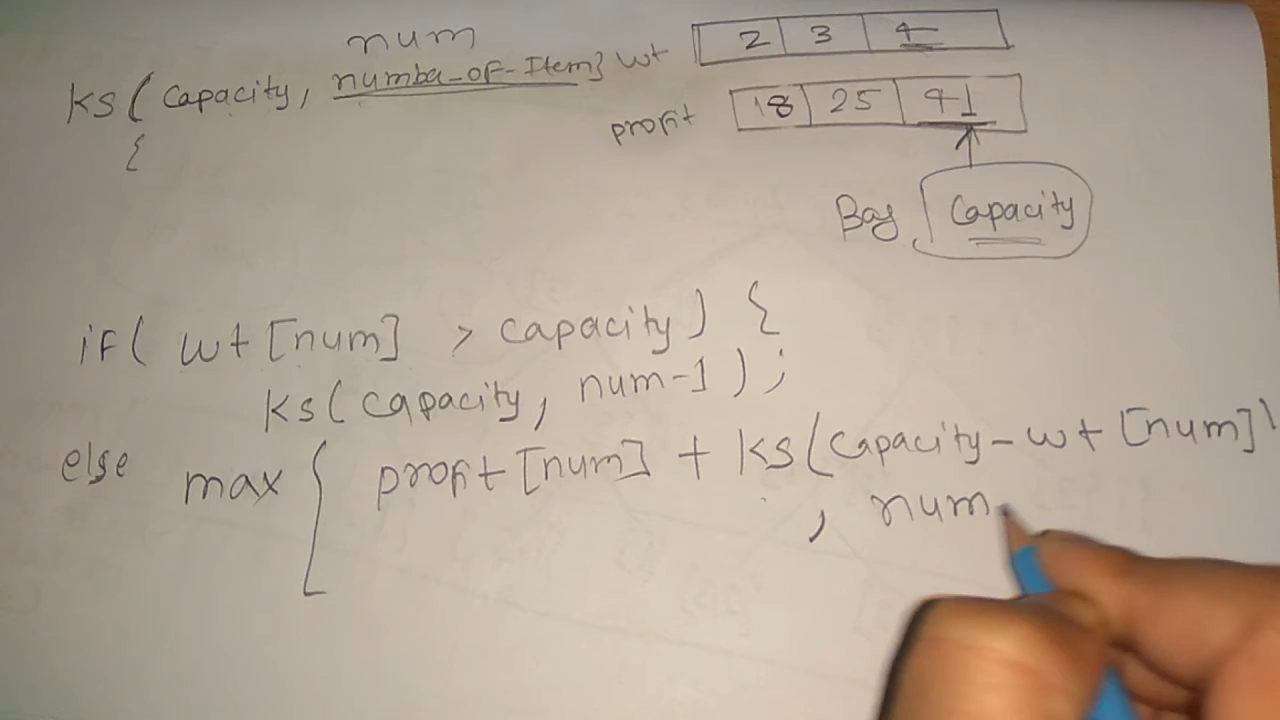 num
KS ( Capacity, number-of-Item}
wt 2 3 4
profit 18 25 41
{
Bag Capacity
if ( wt [num] > capacity) {
KS ( capacity, num-1 ) ;
else max { profit [num] + KS (capacity - wt [num]
, num